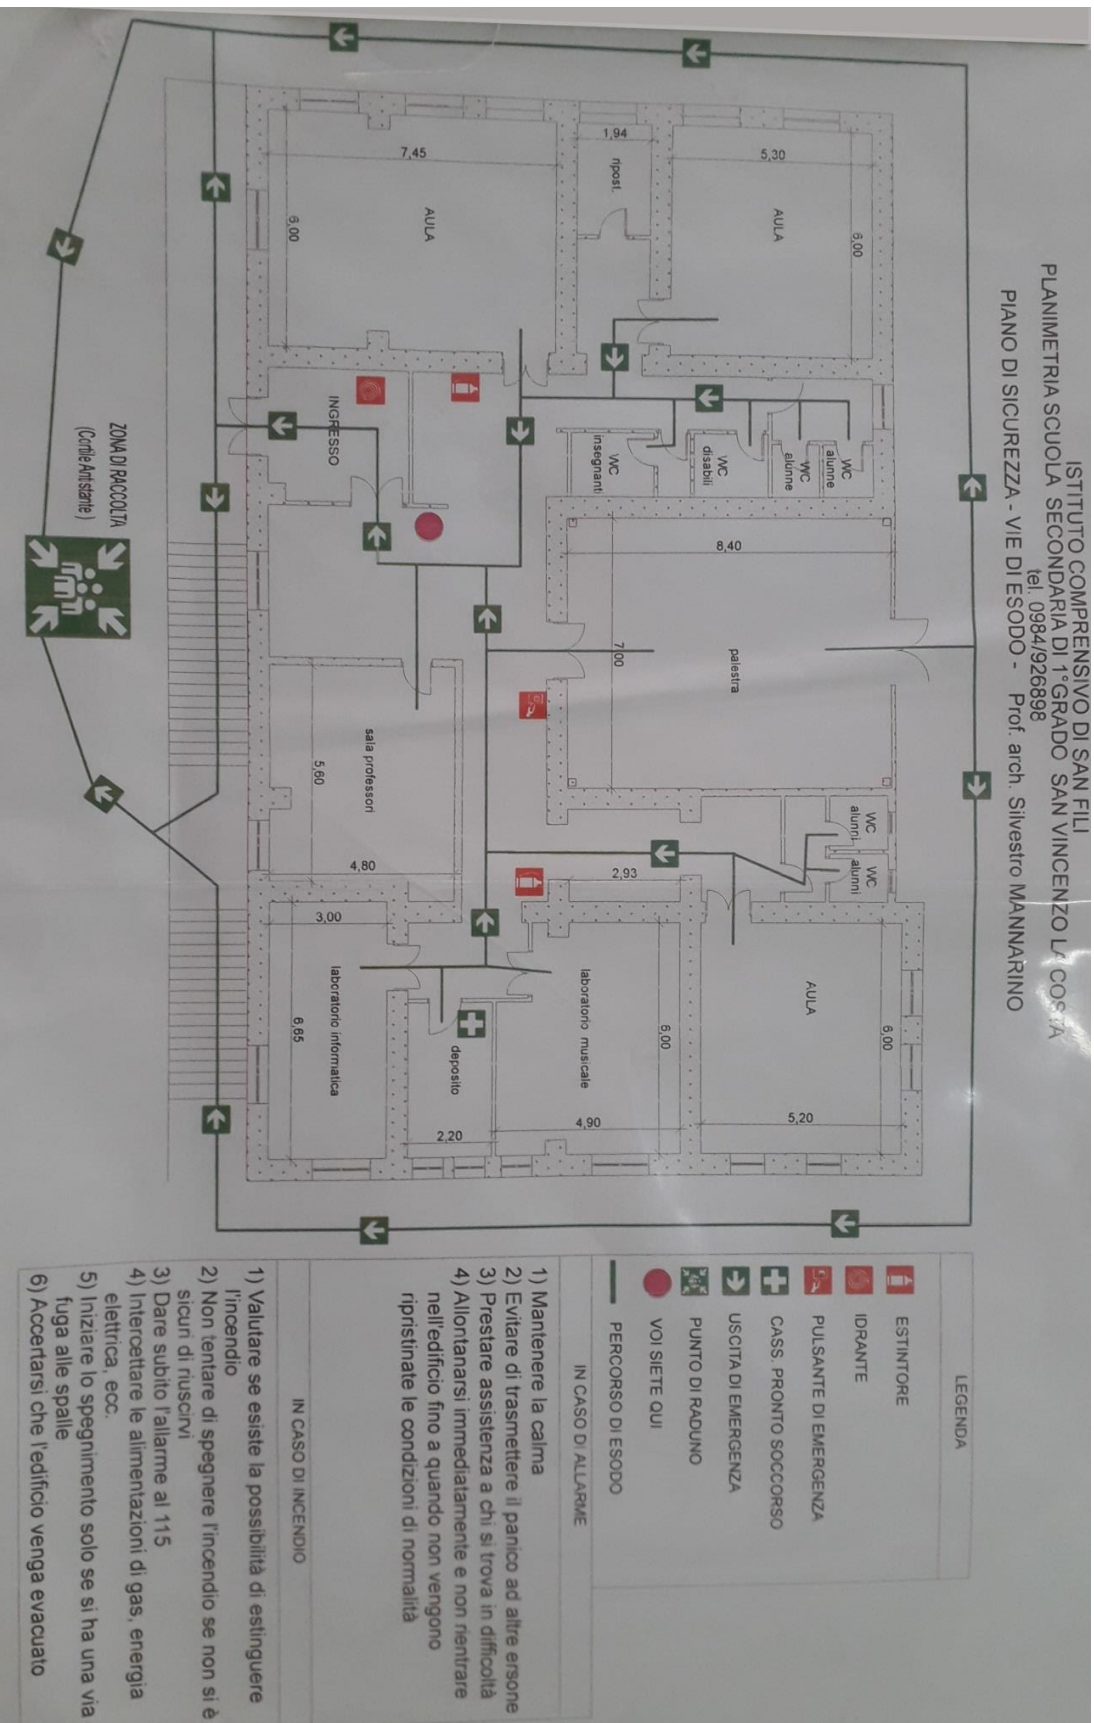 ISTITUTO COMPRENSIVO DI SAN FILI
PLANIMETRIA SCUOLA SECONDARIA DI 1°GRADO SAN VINCENZO LA COSTA
tel. 0984/926898
PIANO DI SICUREZZA - VIE DI ESODO - Prof. arch. Silvestro MANNARINO
AULA
5,30
6,00
1,94
ripost.
AULA
7,45
6,00
WC
alunne
WC
alunne
WC
disabili
WC
insegnanti
INGRESSO
8,40
7,00
palestra
WC
alunni
WC
alunni
sala professori
5,60
4,80
2,93
AULA
6,00
5,20
laboratorio musicale
6,00
4,90
deposito
2,20
laboratorio informatica
3,00
6,65
ZONA DI RACCOLTA
(Cortile Antistante)
LEGENDA
ESTINTORE
IDRANTE
PULSANTE DI EMERGENZA
CASS. PRONTO SOCCORSO
USCITA DI EMERGENZA
PUNTO DI RADUNO
VOI SIETE QUI
PERCORSO DI ESODO
IN CASO DI ALLARME
1) Mantenere la calma
2) Evitare di trasmettere il panico ad altre ersone
3) Prestare assistenza a chi si trova in difficoltà
4) Allontanarsi immediatamente e non rientrare
nell'edificio fino a quando non vengono
ripristinate le condizioni di normalità
IN CASO DI INCENDIO
1) Valutare se esiste la possibilità di estinguere
l'incendio
2) Non tentare di spegnere l'incendio se non si è
sicuri di riuscirvi
3) Dare subito l'allarme al 115
4) Intercettare le alimentazioni di gas, energia
elettrica, ecc.
5) Iniziare lo spegnimento solo se si ha una via
fuga alle spalle
6) Accertarsi che l'edificio venga evacuato